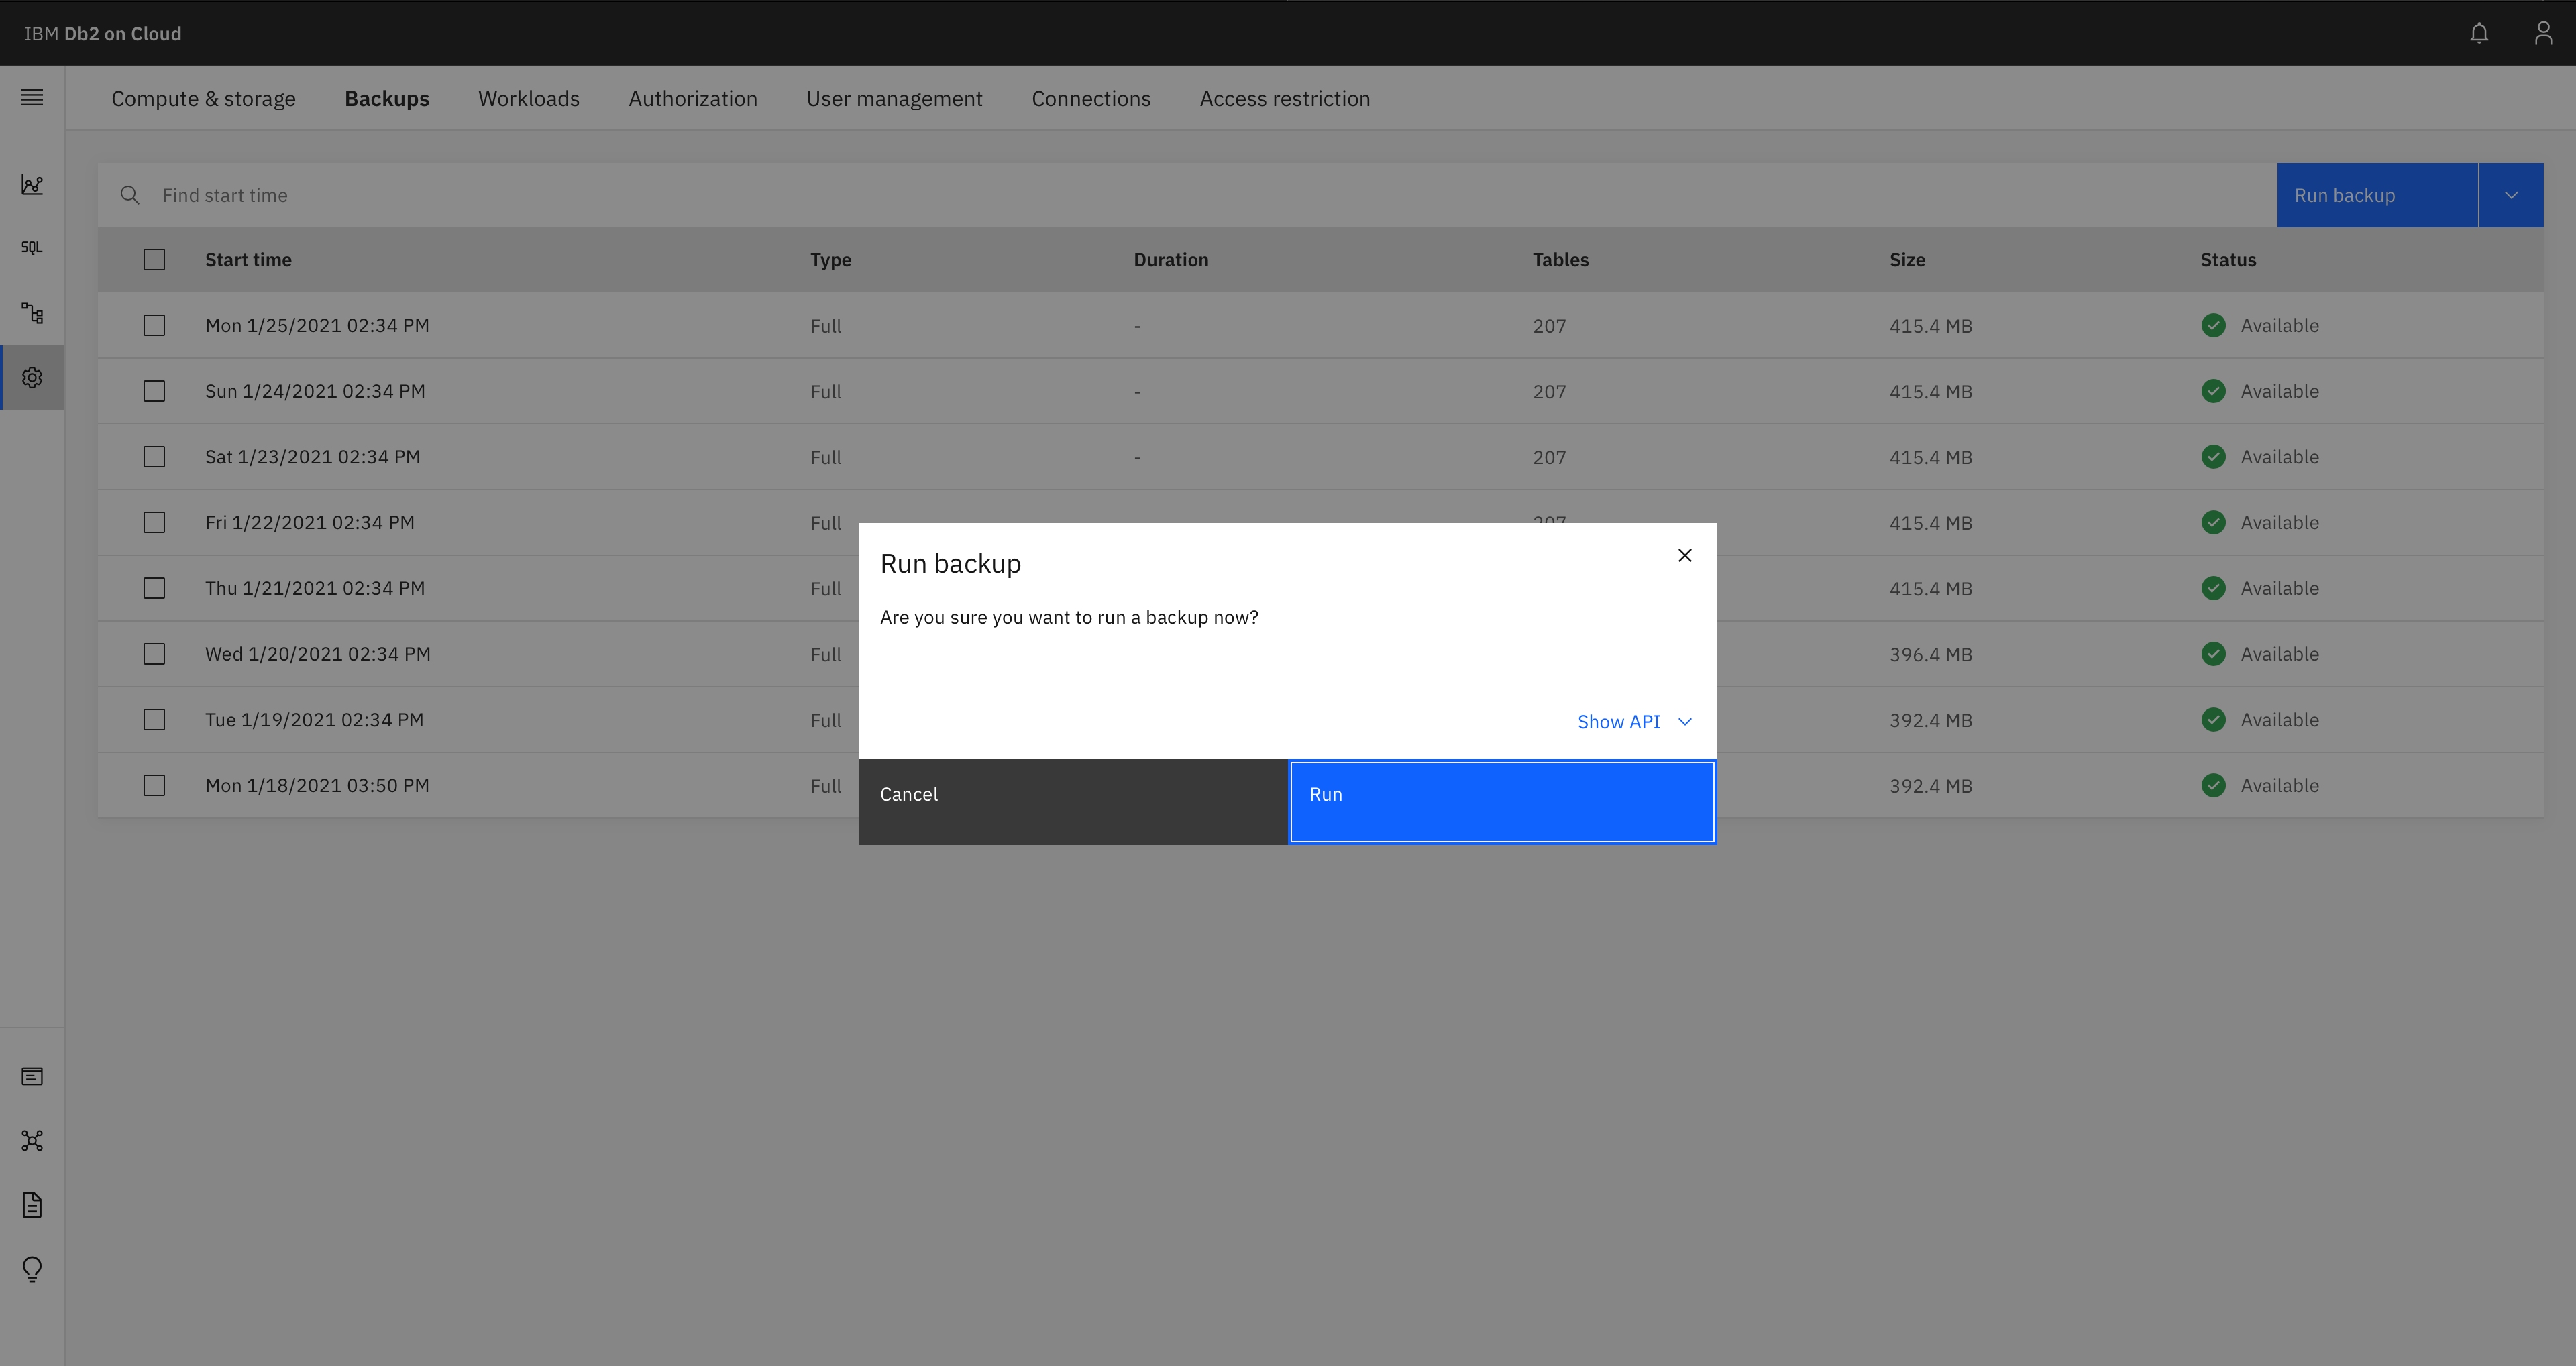 IBM Db2 on Cloud
Compute & storage Backups Workloads Authorization User management Connections Access restriction
Find start time Run backup
SQL
Start time Type Duration Tables Size Status
Mon 1/25/2021 02:34 PM Full - 207 415.4 MB Available
Sun 1/24/2021 02:34 PM Full - 207 415.4 MB Available
Sat 1/23/2021 02:34 PM Full - 207 415.4 MB Available
Fri 1/22/2021 02:34 PM Full 207 415.4 MB Available
Thu 1/21/2021 02:34 PM Full 415.4 MB Available
Wed 1/20/2021 02:34 PM Full 396.4 MB Available
Tue 1/19/2021 02:34 PM Full 392.4 MB Available
Mon 1/18/2021 03:50 PM Full 392.4 MB Available
Run backup
Are you sure you want to run a backup now?
Show API
Cancel Run